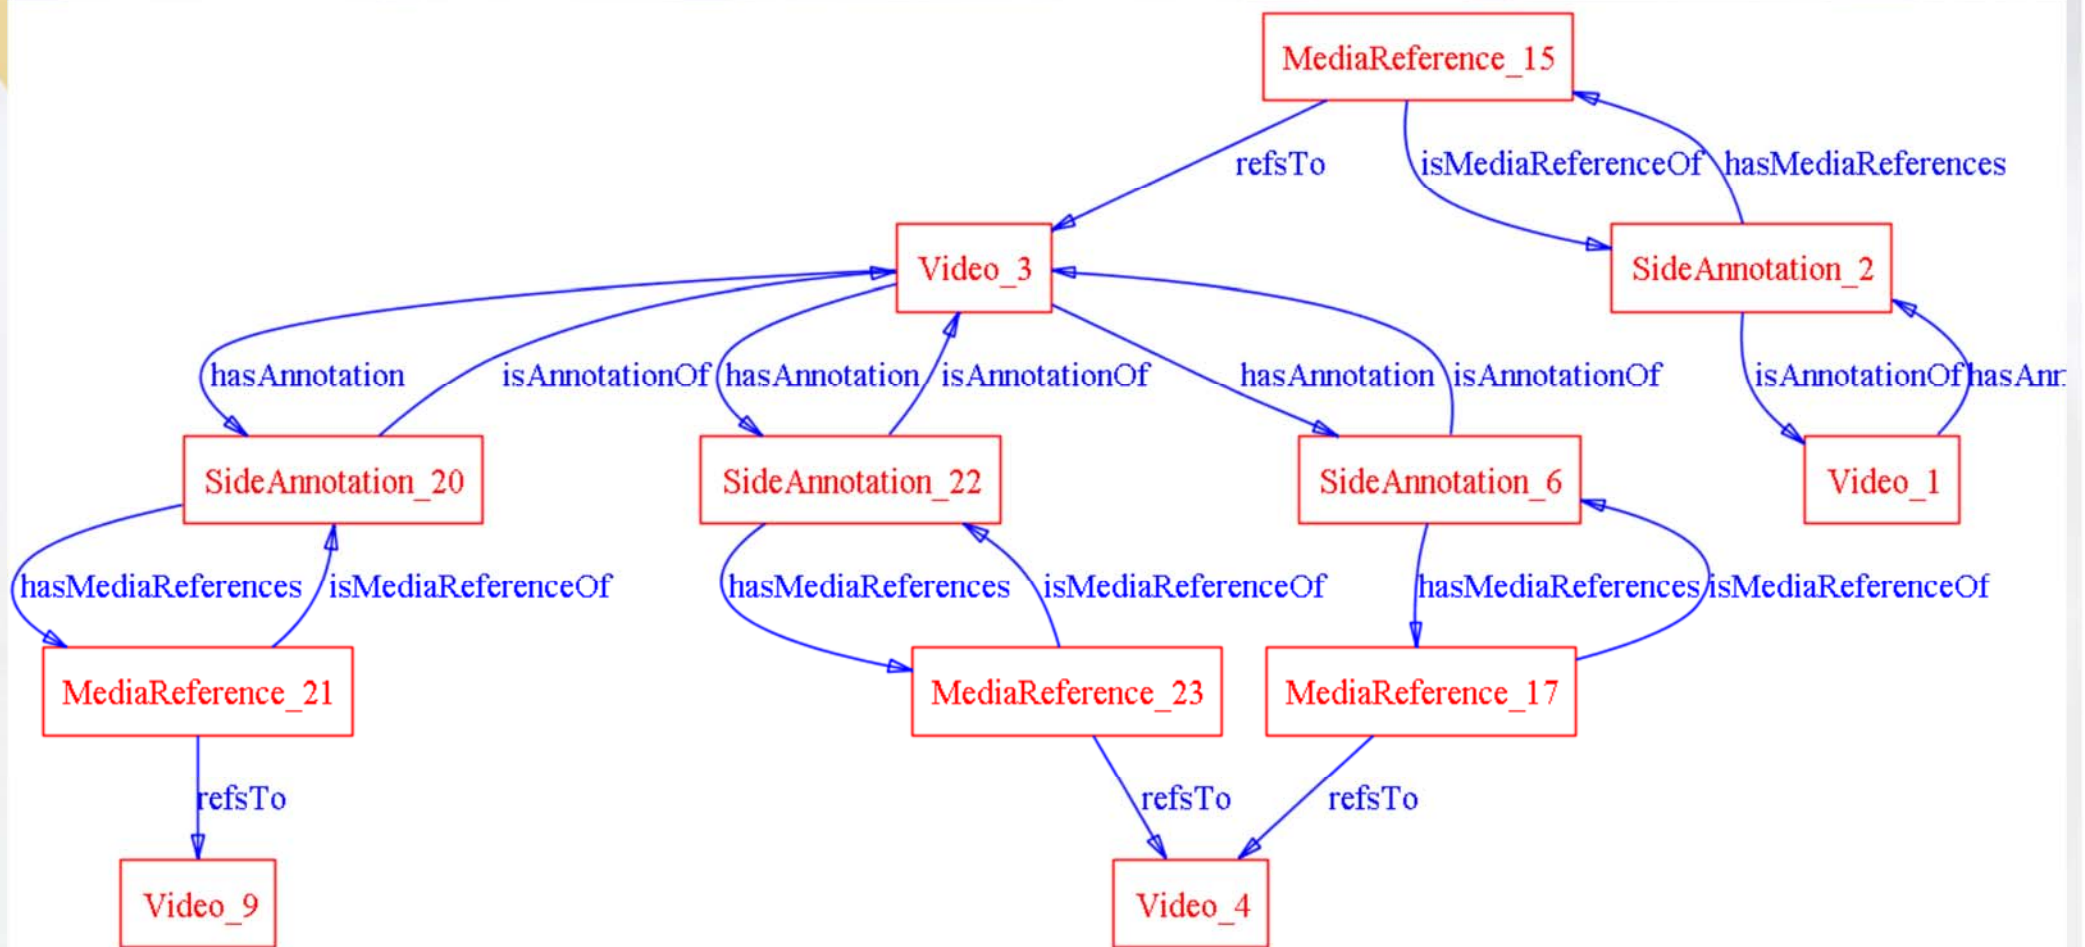 MediaReference_15
refsTo
isMediaReferenceOf
hasMediaReferences
Video_3
SideAnnotation_2
hasAnnotation
isAnnotationOf
hasAnnotation
isAnnotationOf
hasAnnotation
isAnnotationOf
isAnnotationOf
SideAnnotation_20
SideAnnotation_22
SideAnnotation_6
Video_1
hasMediaReferences
isMediaReferenceOf
hasMediaReferences
isMediaReferenceOf
hasMediaReferences
isMediaReferenceOf
MediaReference_21
MediaReference_23
MediaReference_17
refsTo
refsTo
refsTo
Video_9
Video_4